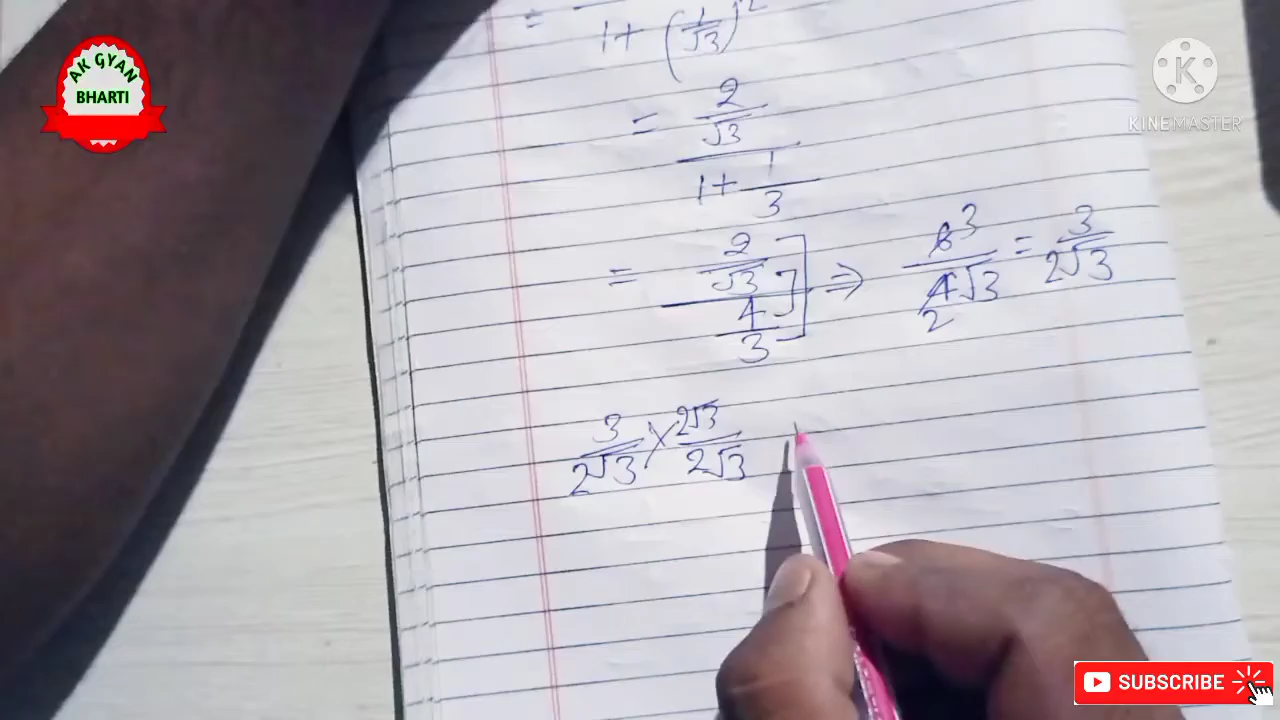 AK GYAN
BHARTI
KINEMASTER
=
1 + (1/√3)^2
= 2/√3
1 + 1/3
= 2/√3 / 4/3 ⇒ 6 3 / 4√3 2 = 3/2√3
3/2√3 × 2√3/2√3
SUBSCRIBE